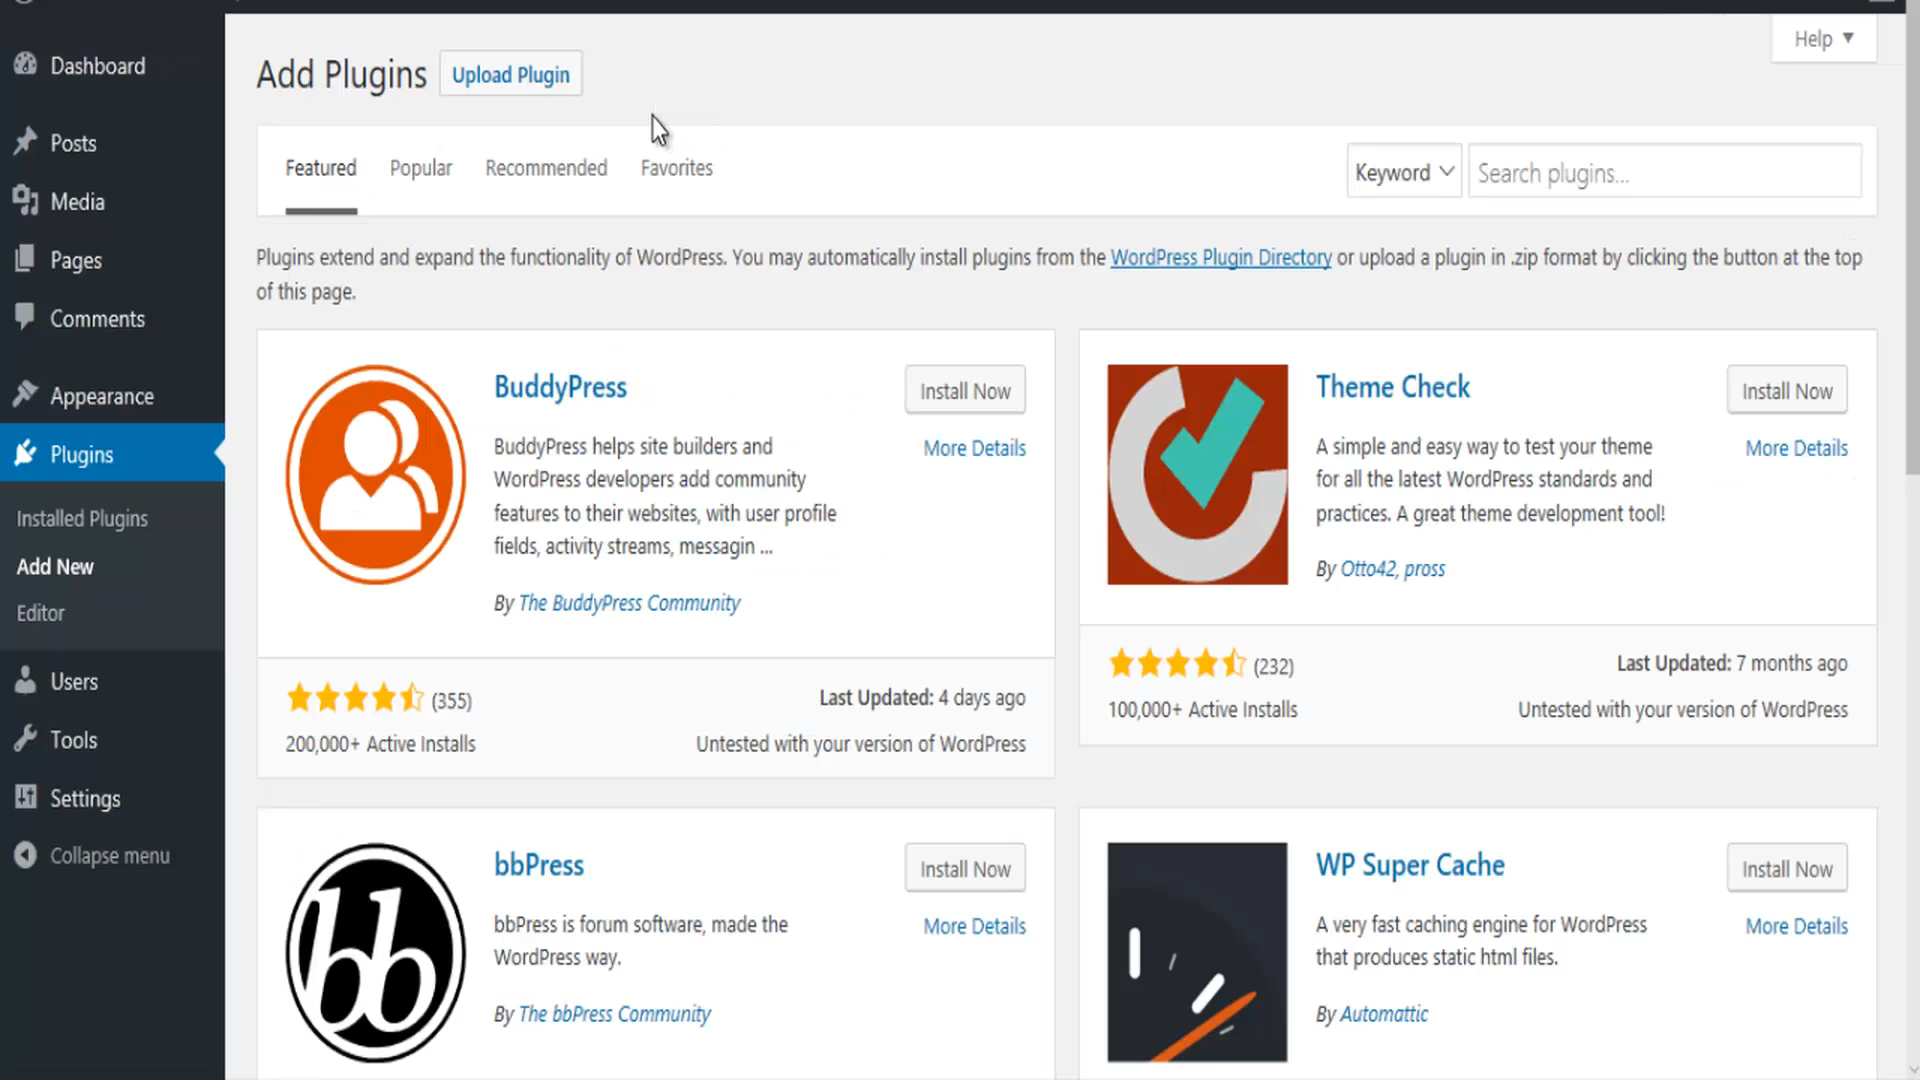 Help
Dashboard
Posts
Media
Pages
Comments
Appearance
Plugins
Installed Plugins
Add New
Editor
Users
Tools
Settings
Collapse menu
Add Plugins Upload Plugin
Featured Popular Recommended Favorites Keyword Search plugins...
Plugins extend and expand the functionality of WordPress. You may automatically install plugins from the WordPress Plugin Directory or upload a plugin in .zip format by clicking the button at the top
of this page.
BuddyPress
Install Now
More Details
BuddyPress helps site builders and
WordPress developers add community
features to their websites, with user profile
fields, activity streams, messagin ...
By The BuddyPress Community
(355)
Last Updated: 4 days ago
200,000+ Active Installs
Untested with your version of WordPress
Theme Check
Install Now
More Details
A simple and easy way to test your theme
for all the latest WordPress standards and
practices. A great theme development tool!
By Otto42, pross
(232)
Last Updated: 7 months ago
100,000+ Active Installs
Untested with your version of WordPress
bb
bbPress
Install Now
More Details
bbPress is forum software, made the
WordPress way.
By The bbPress Community
WP Super Cache
Install Now
More Details
A very fast caching engine for WordPress
that produces static html files.
By Automattic